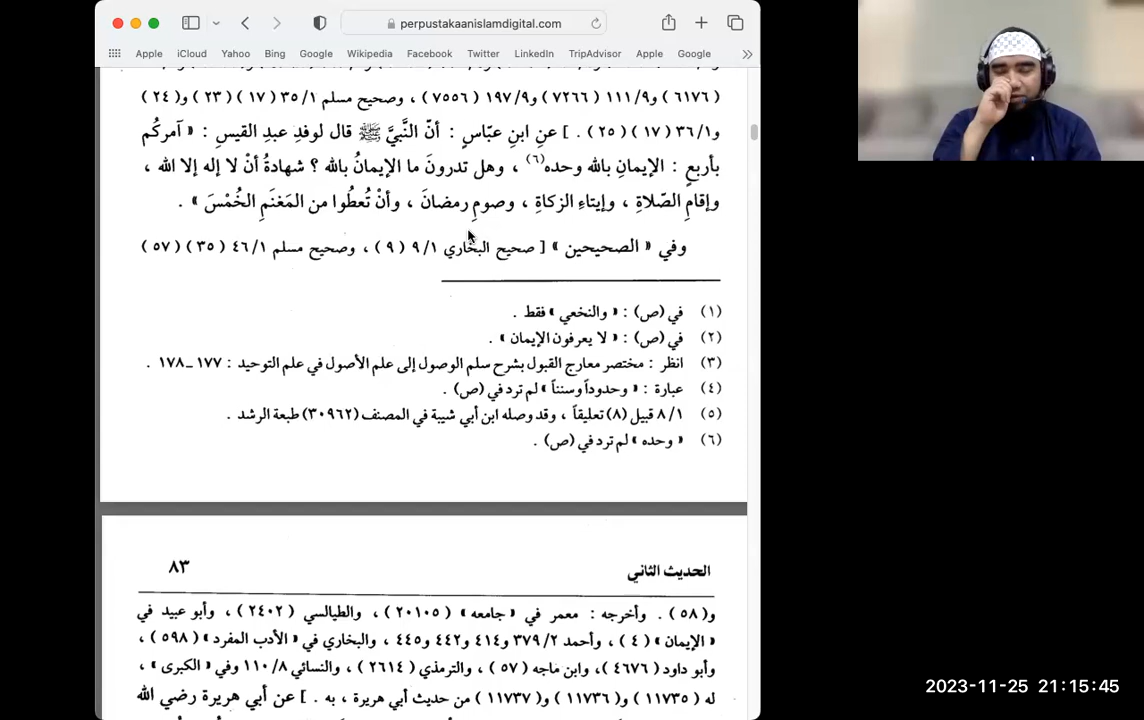 perpustakaanislamdigital.com
Apple iCloud Yahoo Bing Google Wikipedia Facebook Twitter LinkedIn TripAdvisor Apple Google
( ٦١٧٦ ) و٩/ ١١١ ( ٧٢٦٦ ) و٩/ ١٩٧ ( ٧٥٥٦ ) ، وصحيح مسلم ١/ ٣٥ ( ١٧ ) ( ٢٣ ) و( ٢٤ )
و١/ ٣٦ ( ١٧ ) ( ٢٥ ) . ] عنِ ابنِ عبّاسٍ : أنّ النَّبيَّ ﷺ قال لوفدِ عبدِ القيسِ : « آمركُم
بأربعٍ : الإيمانِ بالله وحده(٦) ، وهل تدرونَ ما الإيمانُ بالله ؟ شهادةُ أنْ لا إله إلا الله ،
وإقامِ الصّلاةِ ، وإيتاءِ الزكاةِ ، وصومِ رمضانَ ، وأنْ تُعطُوا من المَغنَمِ الخُمْسَ » .
وفي « الصحيحين » [ صحيح البخاري ١/ ٩ ( ٩ ) ، وصحيح مسلم ١/ ٤٦ ( ٣٥ ) ( ٥٧ )
(١) في (ص) : « والنخعي » فقط .
(٢) في (ص) : « لا يعرفون الإيمان » .
(٣) انظر : مختصر معارج القبول بشرح سلم الوصول إلى علم الأصول في علم التوحيد : ١٧٧ـ١٧٨ .
(٤) عبارة : « وحدوداً وسنناً » لم ترد في (ص) .
(٥) ١/ ٨ قبيل (٨) تعليقاً ، وقد وصله ابن أبي شيبة في المصنف (٣٠٩٦٢) طبعة الرشد .
(٦) « وحده » لم ترد في (ص) .
الحديث الثاني ٨٣
و( ٥٨ ) . وأخرجه : معمر في « جامعه » ( ٢٠١٠٥ ) ، والطيالسي ( ٢٤٠٢ ) ، وأبو عبيد في
« الإيمان » ( ٤ ) ، وأحمد ٢/ ٣٧٩ و٤١٤ و٤٤٢ و٤٤٥ ، والبخاري في « الأدب المفرد » ( ٥٩٨ ) ،
وأبو داود ( ٤٦٧٦ ) ، وابن ماجه ( ٥٧ ) ، والترمذي ( ٢٦١٤ ) ، والنسائي ٨/ ١١٠ وفي « الكبرى » ،
له ( ١١٧٣٥ ) و( ١١٧٣٦ ) و( ١١٧٣٧ ) من حديث أبي هريرة ، به . ] عن أبي هريرة رضي الله
2023-11-25 21:15:45